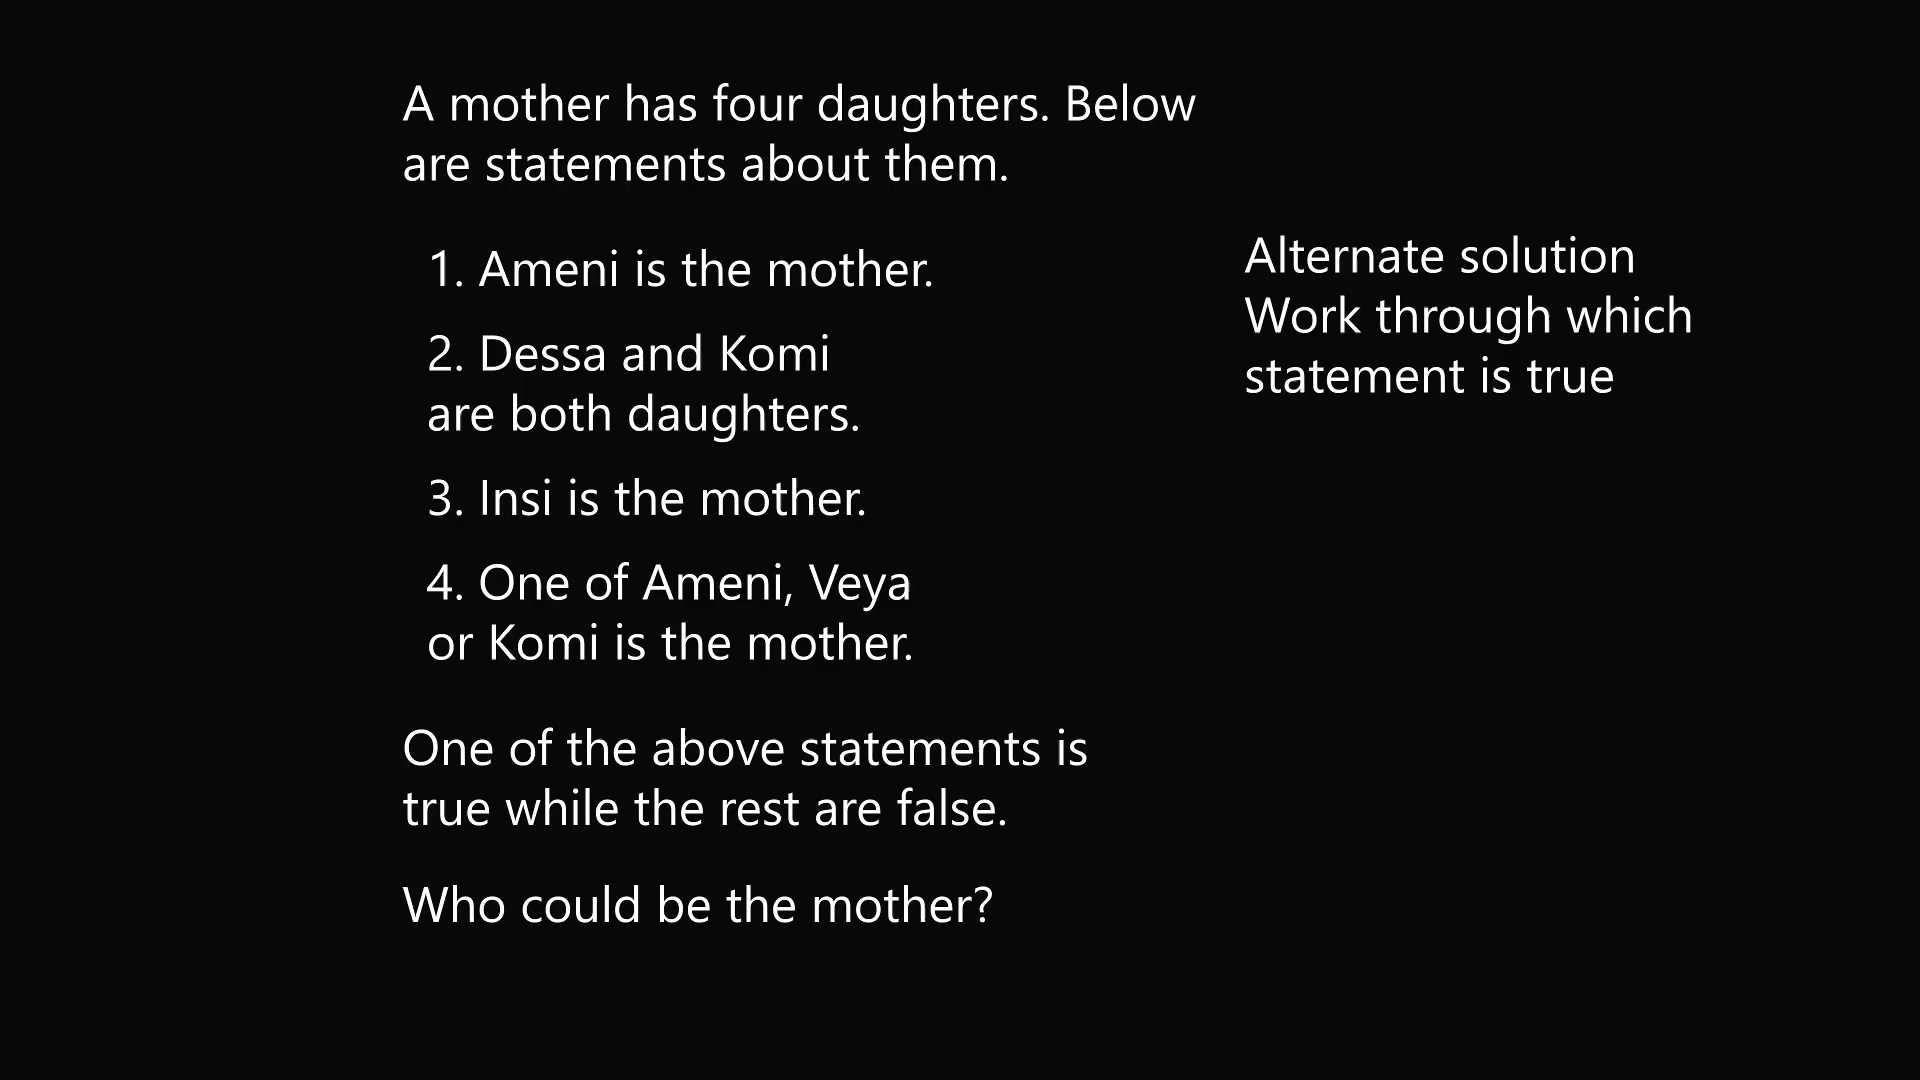 A mother has four daughters. Below
are statements about them.
1. Ameni is the mother.
2. Dessa and Komi
are both daughters.
3. Insi is the mother.
4. One of Ameni, Veya
or Komi is the mother.
One of the above statements is
true while the rest are false.
Who could be the mother?
Alternate solution
Work through which
statement is true